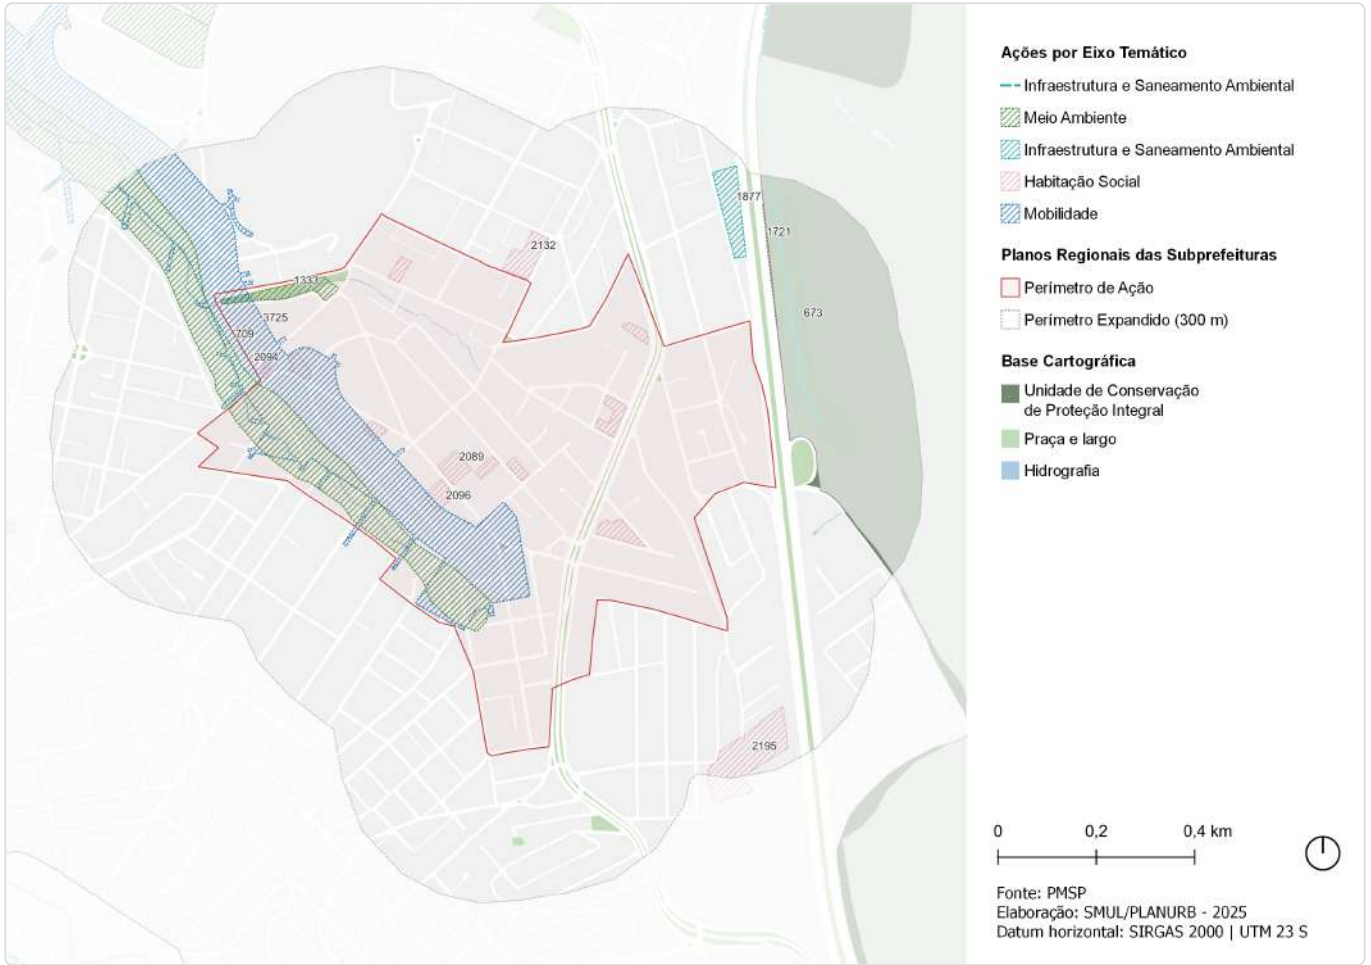 1877
1721
2132
1333
673
3725
709
2094
2089
2096
2195
Ações por Eixo Temático
Infraestrutura e Saneamento Ambiental
Meio Ambiente
Infraestrutura e Saneamento Ambiental
Habitação Social
Mobilidade
Planos Regionais das Subprefeituras
Perímetro de Ação
Perímetro Expandido (300 m)
Base Cartográfica
Unidade de Conservação
de Proteção Integral
Praça e largo
Hidrografia
0 0,2 0,4 km
Fonte: PMSP
Elaboração: SMUL/PLANURB - 2025
Datum horizontal: SIRGAS 2000 | UTM 23 S